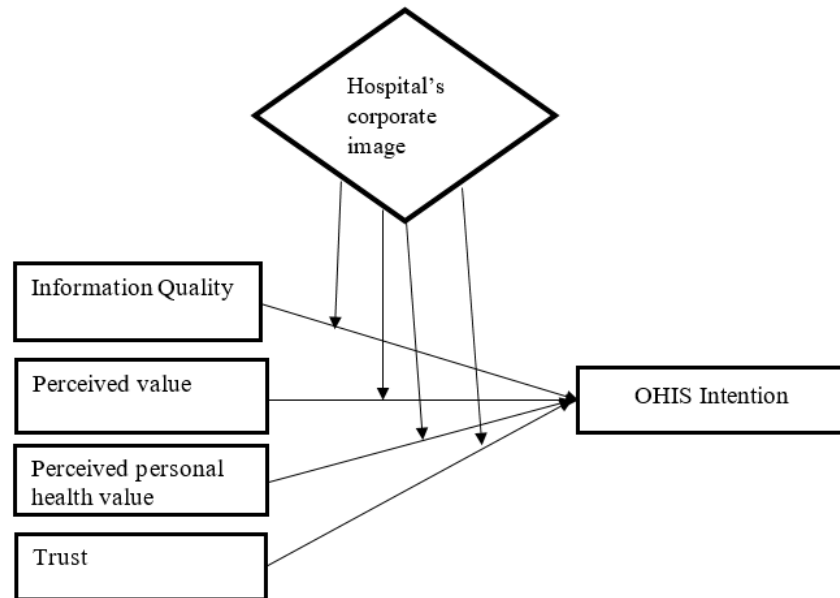 Hospital's
corporate
image
Information Quality
Perceived value
OHIS Intention
Perceived personal
health value
Trust